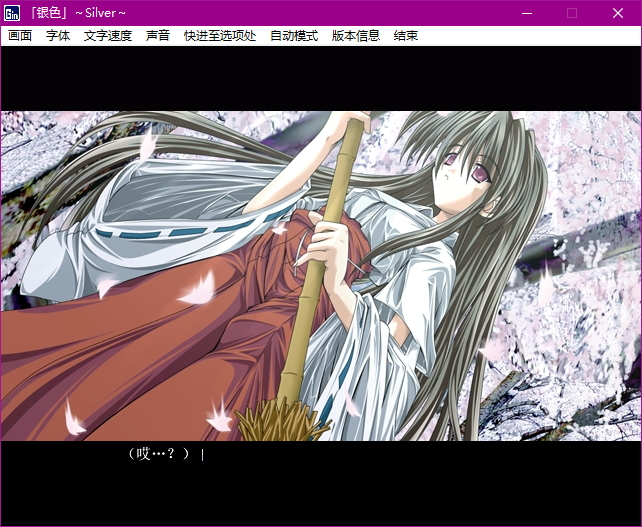 Gin 「银色」～Silver～
画面 字体 文字速度 声音 快进至选项处 自动模式 版本信息 结束
（哎…？）